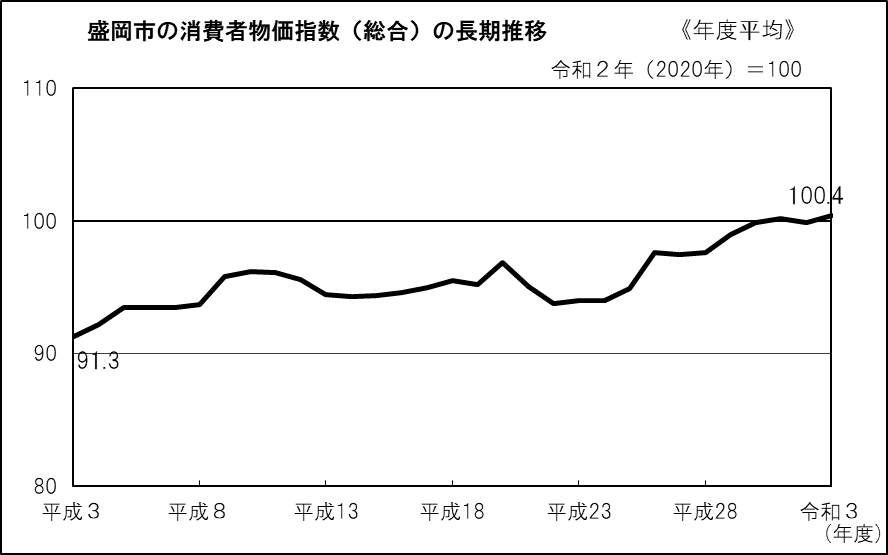 盛岡市の消費者物価指数（総合）の長期推移　《年度平均》
令和２年（2020年）＝100
110
100
90
80
100.4
91.3
平成３　平成８　平成13　平成18　平成23　平成28　令和３
（年度）